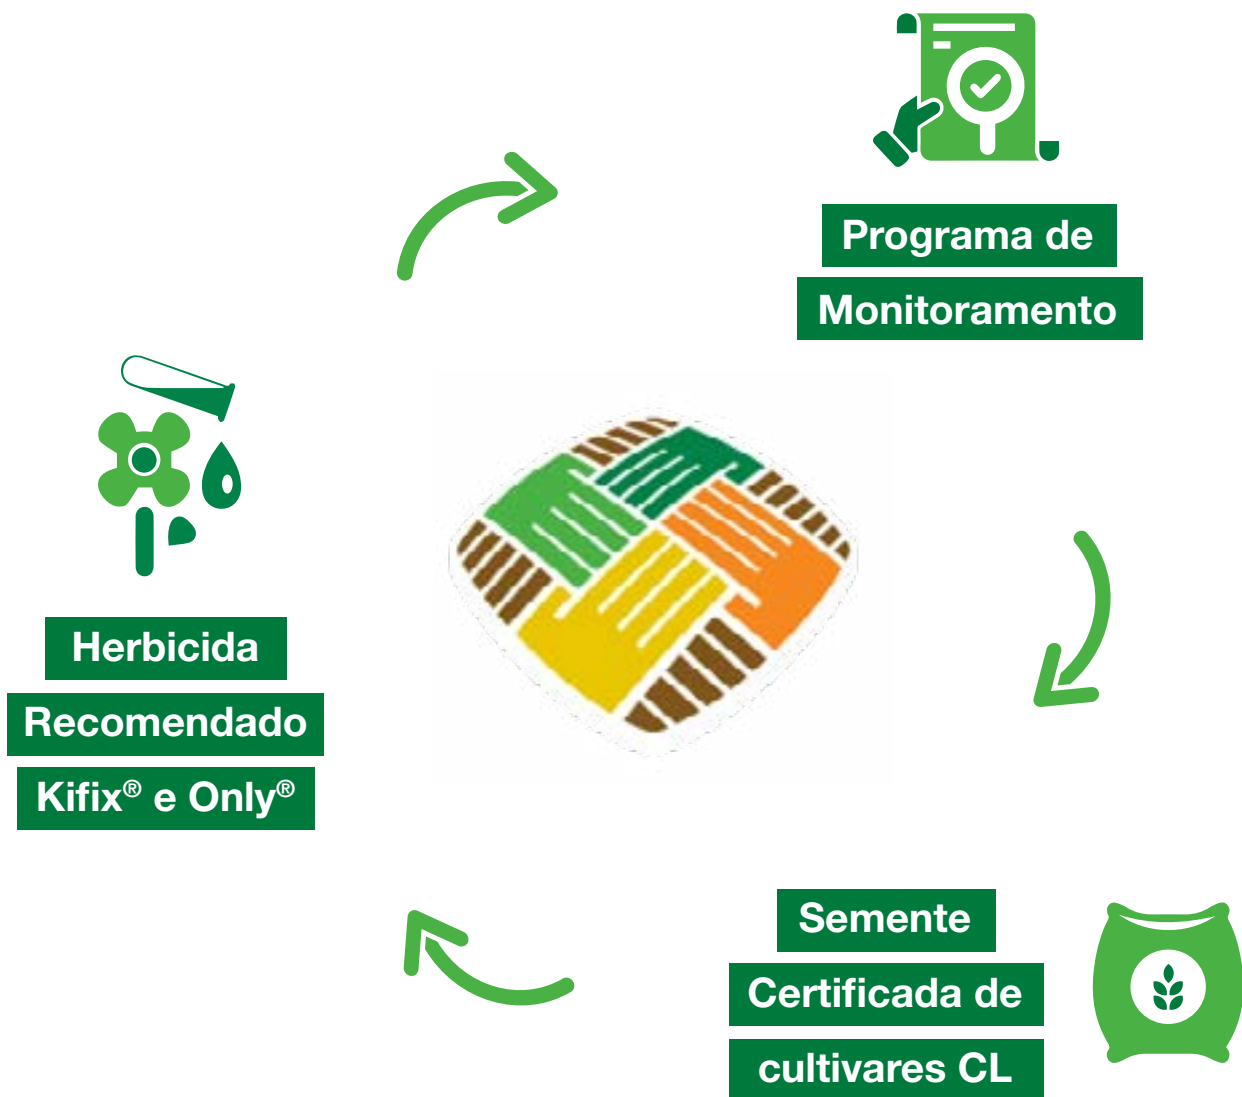 Programa de
Monitoramento
Herbicida
Recomendado
Kifix® e Only®
Semente
Certificada de
cultivares CL